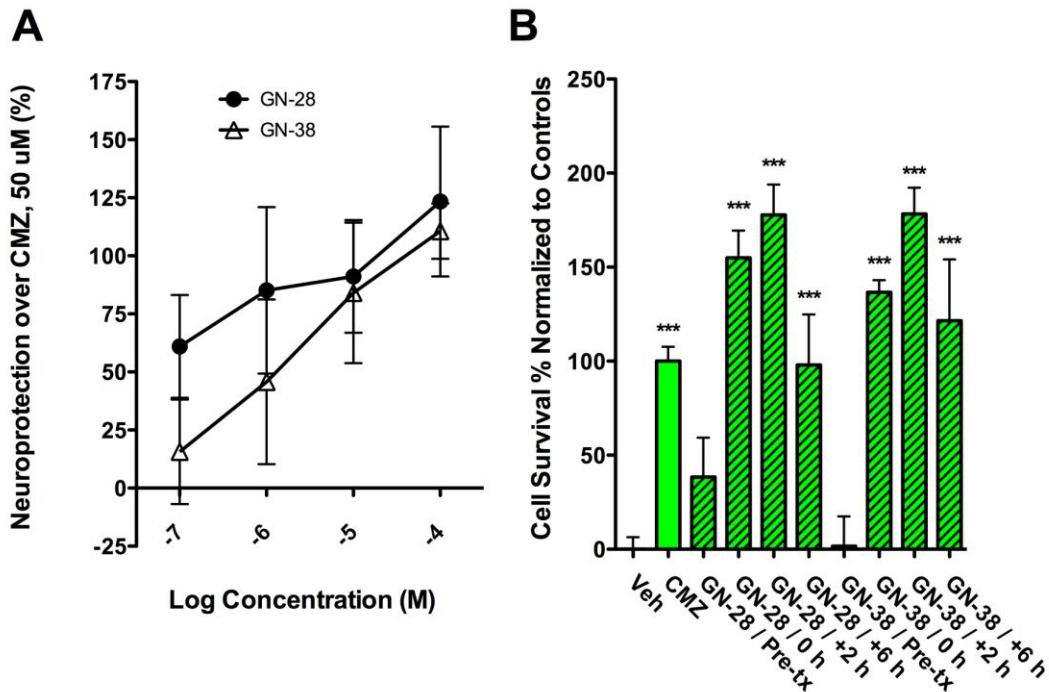 A
Neuroprotection over CMZ, 50 uM (%)
175
150
125
100
75
50
25
0
-25
GN-28
GN-38
-7
-6
-5
-4
Log Concentration (M)
B
Cell Survival % Normalized to Controls
250
200
150
100
50
0
***
***
***
***
***
***
***
Veh
CMZ
GN-28 / Pre-tx
GN-28 / 0 h
GN-28 / +2 h
GN-28 / +6 h
GN-38 / Pre-tx
GN-38 / 0 h
GN-38 / +2 h
GN-38 / +6 h